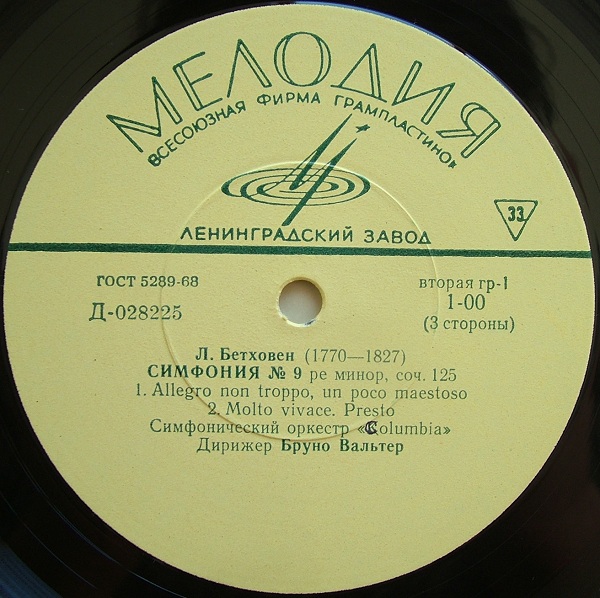 МЕЛОДИЯ
ВСЕСОЮЗНАЯ ФИРМА ГРАМПЛАСТИНОК
ЛЕНИНГРАДСКИЙ ЗАВОД
33
ГОСТ 5289-68
Д-028225
вторая гр-1
1-00
(3 стороны)
Л. Бетховен (1770—1827)
СИМФОНИЯ № 9 ре минор, соч. 125
1. Allegro non troppo, un poco maestoso
2. Molto vivace. Presto
Симфонический оркестр «Columbia»
Дирижер Бруно Вальтер